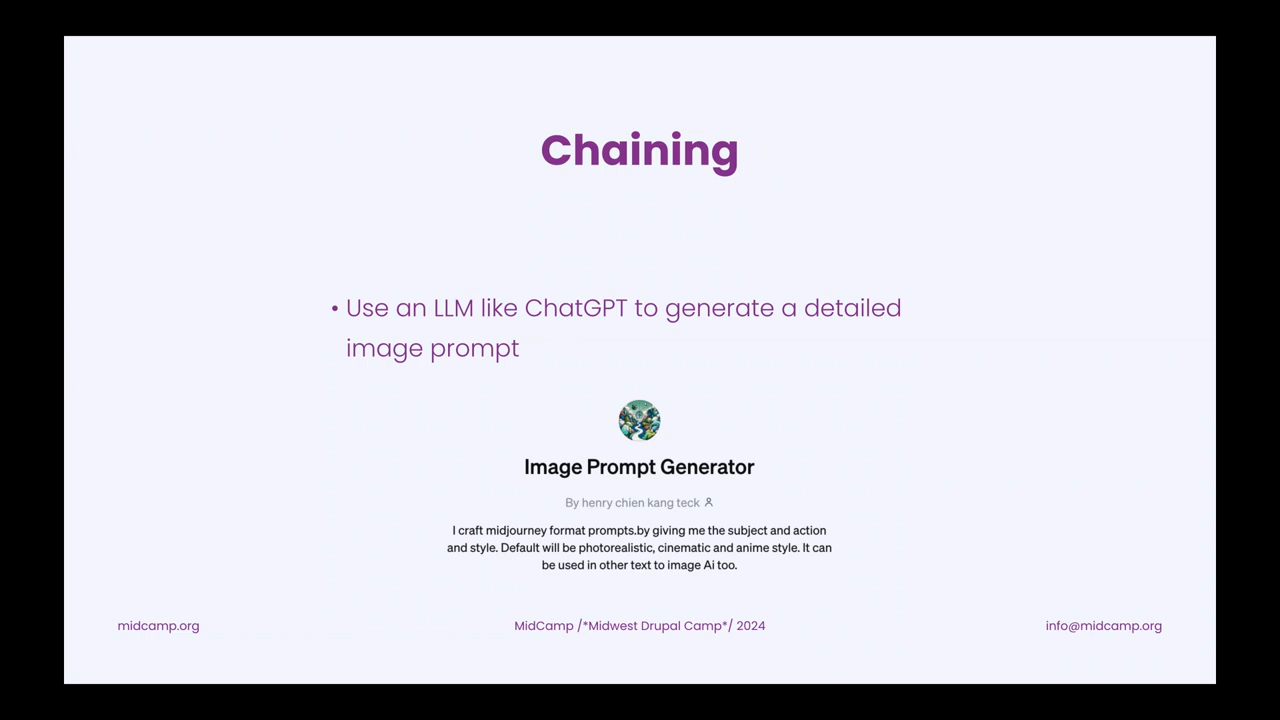 Chaining
• Use an LLM like ChatGPT to generate a detailed
image prompt
Image Prompt Generator
By henry chien kang teck
I craft midjourney format prompts.by giving me the subject and action
and style. Default will be photorealistic, cinematic and anime style. It can
be used in other text to image Ai too.
midcamp.org
MidCamp /*Midwest Drupal Camp*/ 2024
info@midcamp.org